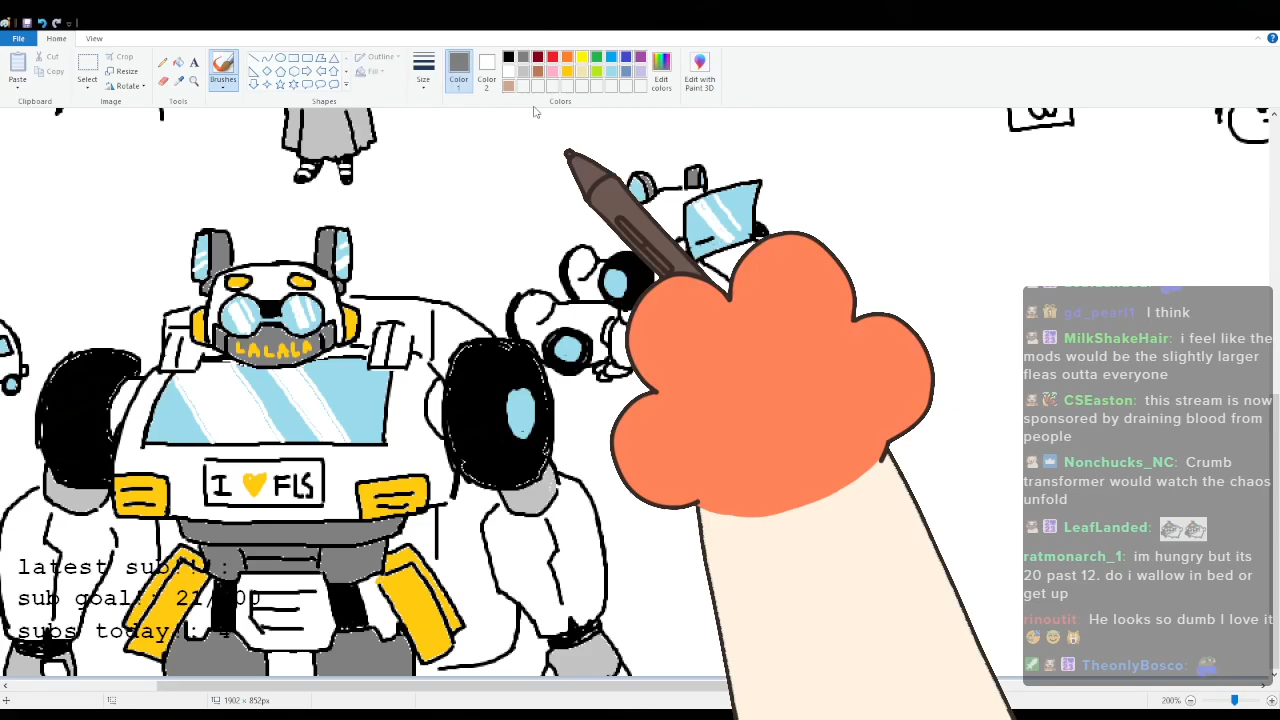 File Home View
Paste
Cut
Copy
Clipboard
Select
Crop
Resize
Rotate
Image
A
Tools
Brushes
Shapes
Outline
Fill
Size
Color 1
Color 2
Edit colors
Colors
Edit with Paint 3D
LALALA
I FLS
latest sub!!:
sub goal!: 21/
subs today!: 4
gd_pearl1 I think
MilkShakeHair: i feel like the
mods would be the slightly larger
fleas outta everyone
CSEaston: this stream is now
sponsored by draining blood from
people
Nonchucks_NC: Crumb
transformer would watch the chaos
unfold
LeafLanded:
ratmonarch_1: im hungry but its
20 past 12. do i wallow in bed or
get up
rinoutit: He looks so dumb I love it
TheonlyBosco:
1902 × 852px
200%